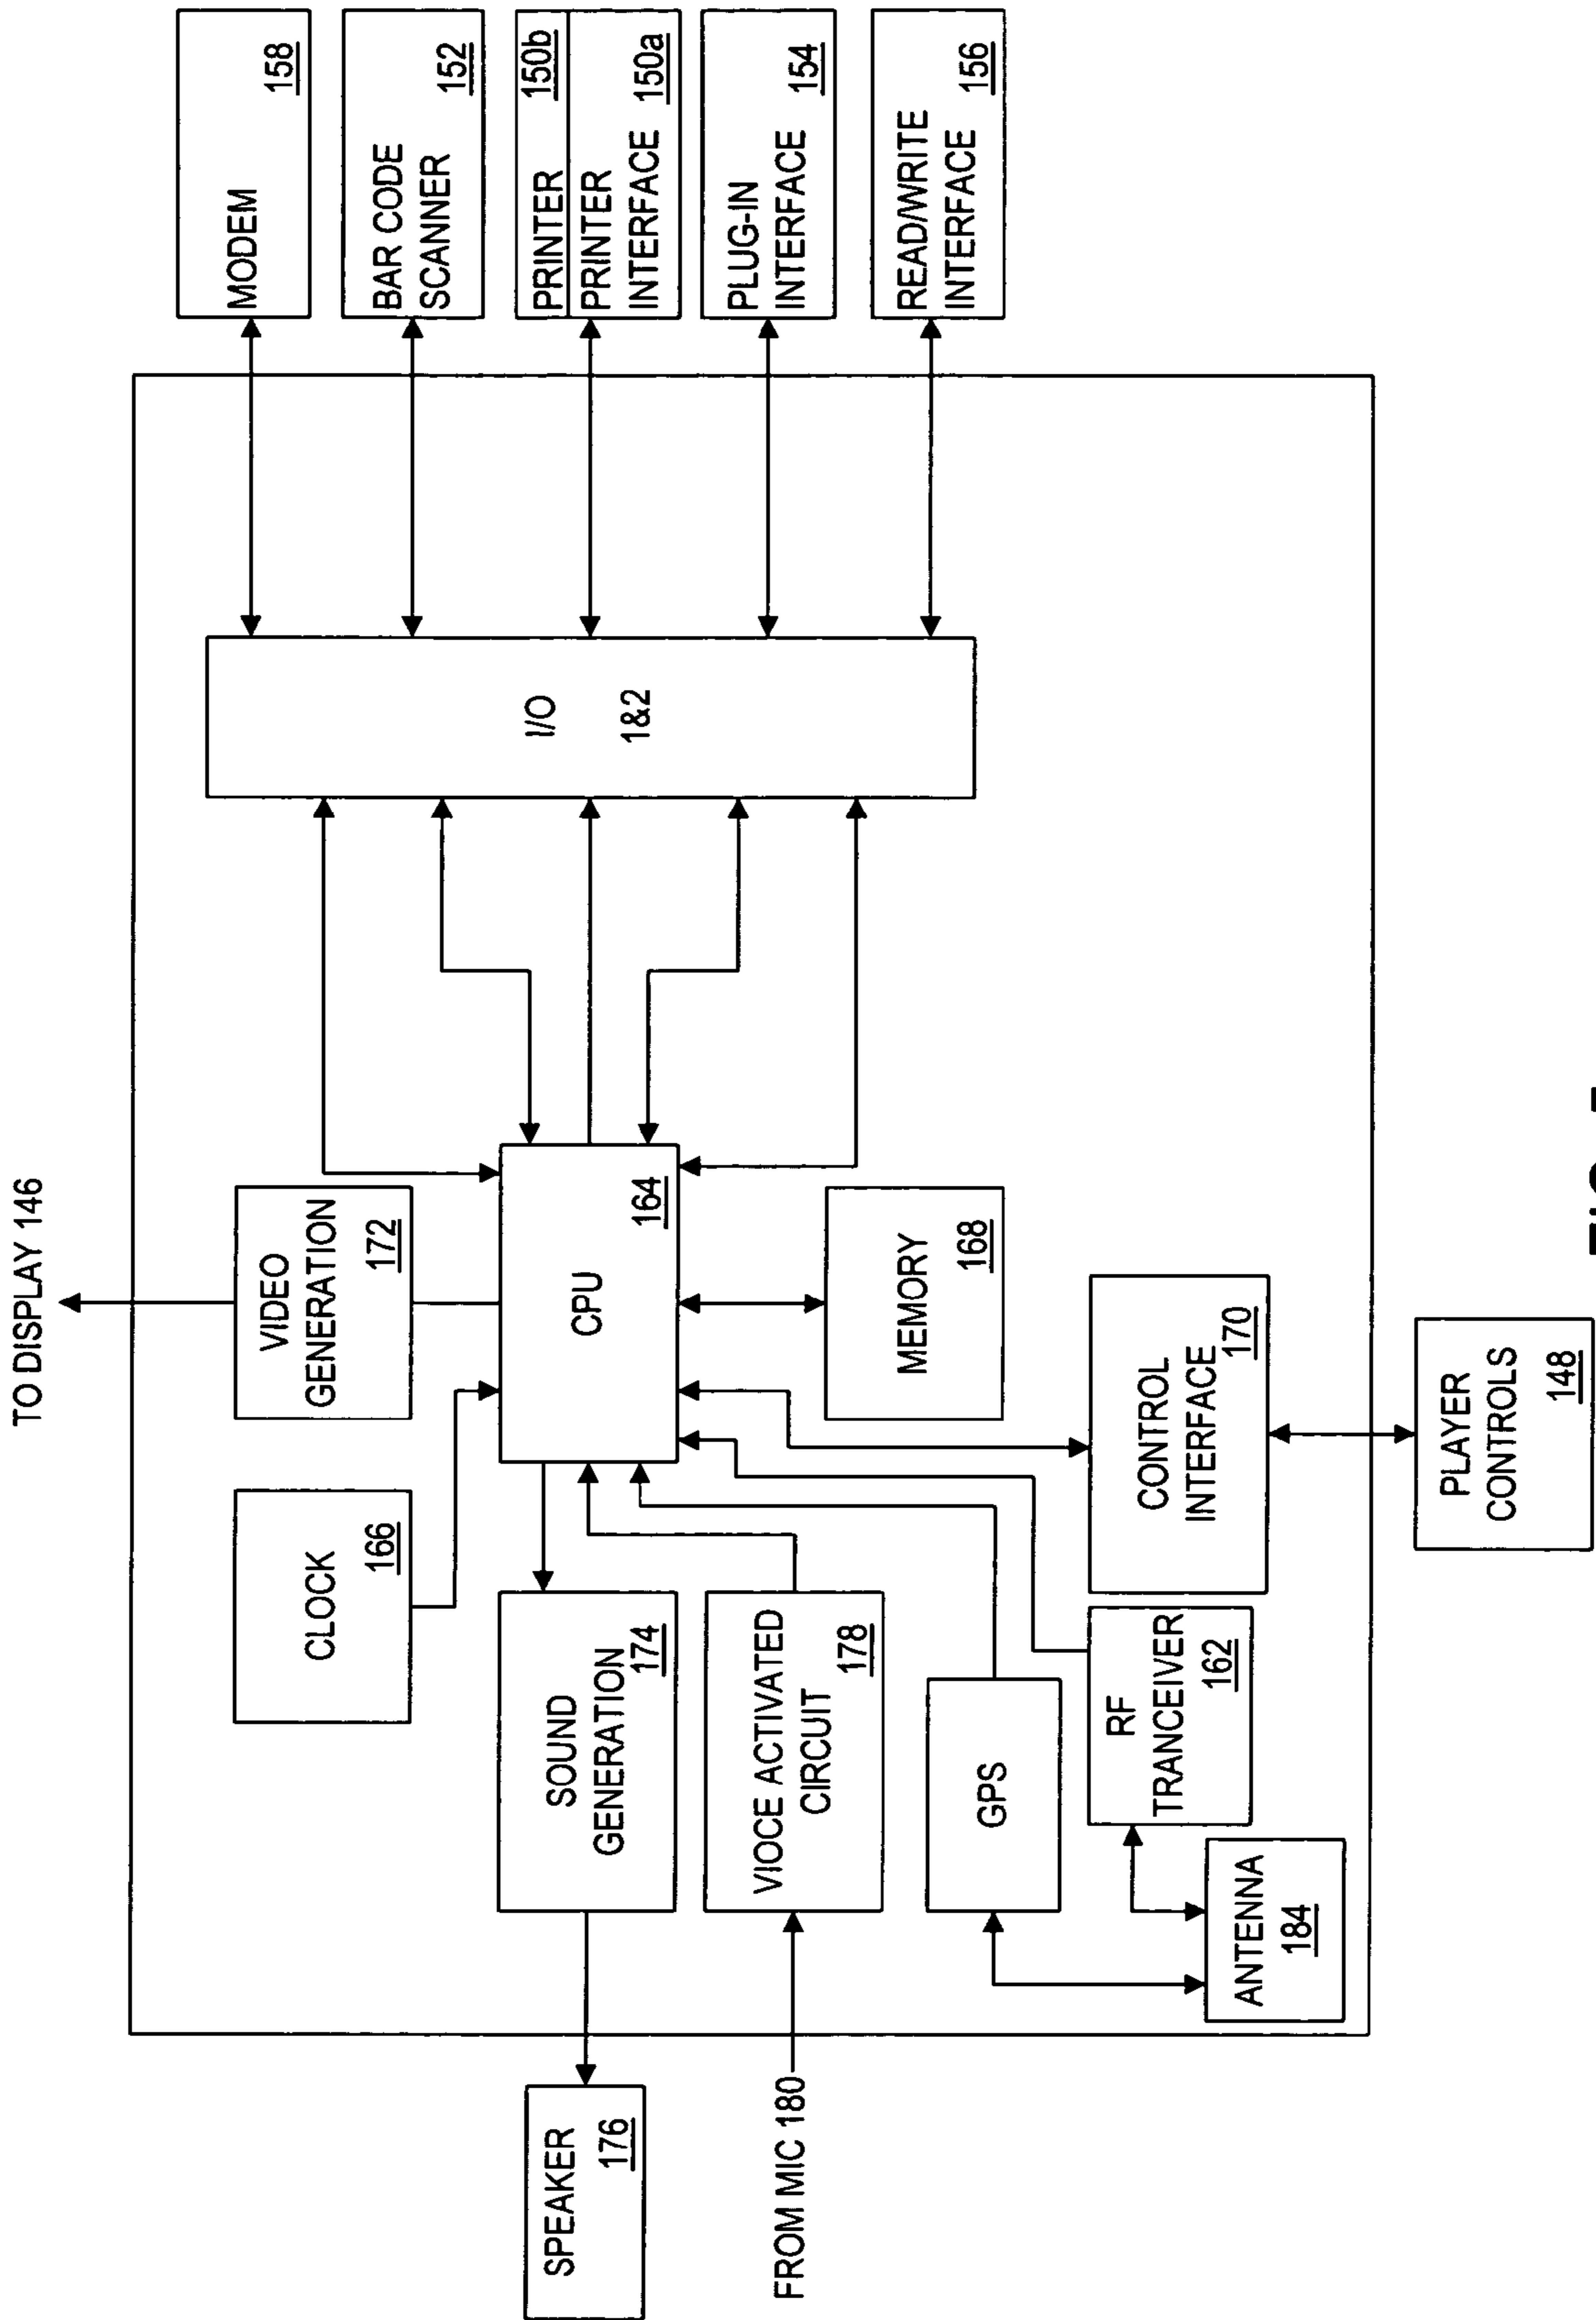 TO DISPLAY 146
MODEM
158
CLOCK
166
VIDEO
GENERATION
172
BAR CODE
SCANNER
152
SPEAKER
176
SOUND
GENERATION
174
CPU
164
I/O
1&2
PRINTER
150b
PRINTER
INTERFACE
150a
FROM MIC 180
VIOCE ACTIVATED
CIRCUIT
178
PLUG-IN
INTERFACE
154
MEMORY
168
READ/WRITE
INTERFACE
156
GPS
RF
TRANCEIVER
162
CONTROL
INTERFACE
170
ANTENNA
184
PLAYER
CONTROLS
148
FIG.